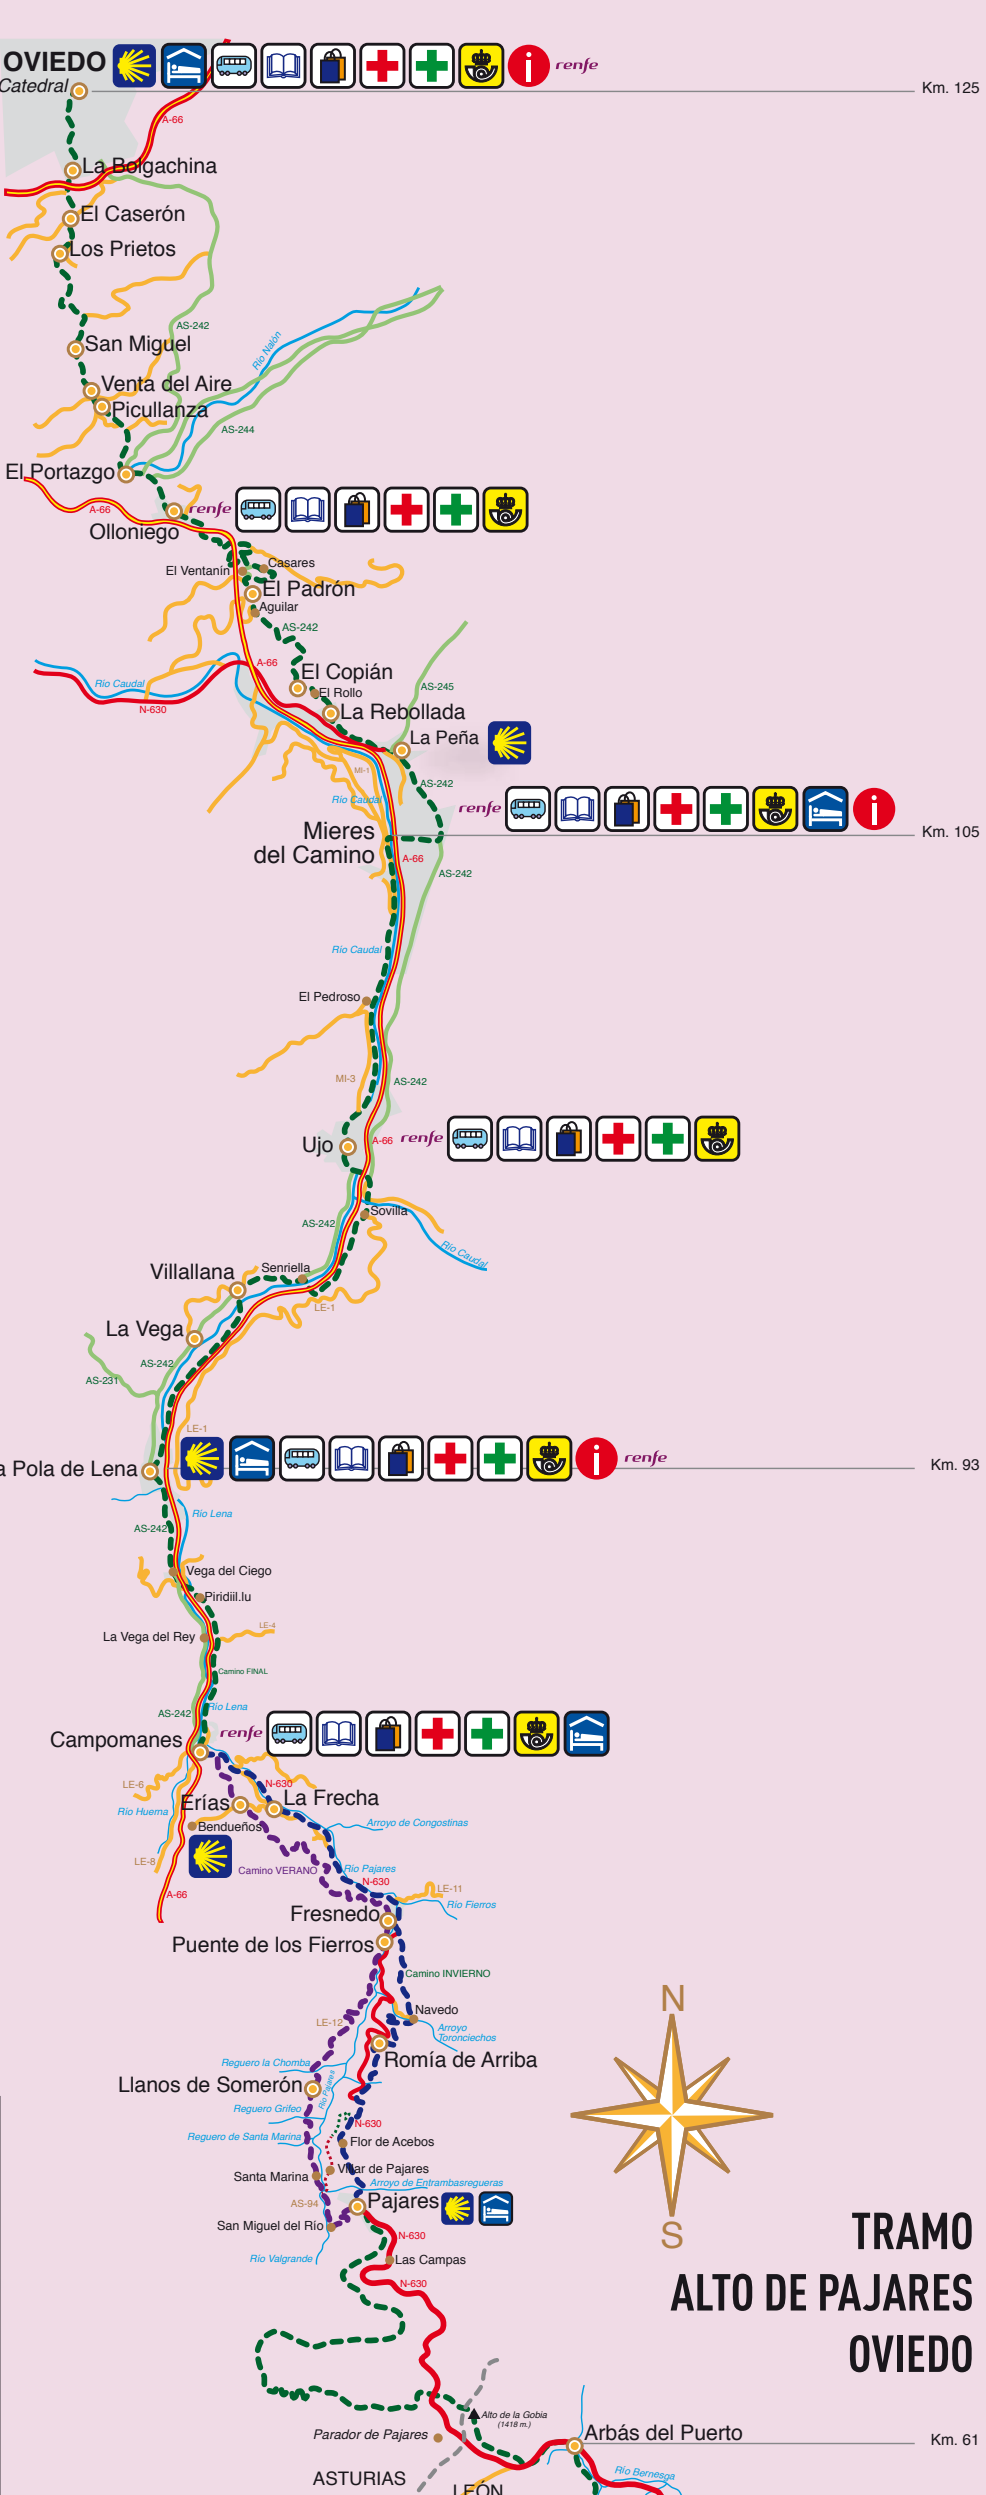 OVIEDO
renfe
Catedral
Km. 125
A-66
La Bolgachina
El Caserón
Los Prietos
AS-242
San Miguel
Río Nalón
Venta del Aire
Picullanza
AS-244
El Portazgo
A-66
renfe
Olloniego
El Ventanín
Casares
El Padrón
Aguilar
AS-242
A-66
El Copián
Río Caudal
AS-245
El Rollo
N-630
La Rebollada
La Peña
MI-1
AS-242
Río Caudal
renfe
Mieres
del Camino
Km. 105
A-66
AS-242
Río Caudal
El Pedroso
MI-3
AS-242
Ujo
A-66
renfe
Sovilla
AS-242
Río Caudal
Senriella
Villallana
LE-1
La Vega
AS-242
AS-231
LE-1
a Pola de Lena
renfe
Km. 93
Río Lena
AS-242
Vega del Ciego
Piridiil.lu
LE-4
La Vega del Rey
Camino FINAL
Río Lena
AS-242
Campomanes
renfe
LE-6
N-630
La Frecha
Erías
Río Huerna
Bendueños
Arroyo de Congostinas
LE-8
Camino VERANO
Río Pajares
N-630
LE-11
A-66
Río Fierros
Fresnedo
Puente de los Fierros
Camino INVIERNO
N
Navedo
LE-12
Arroyo
Toronciechos
Romía de Arriba
Reguero la Chomba
Llanos de Somerón
Río Pajares
Reguero Grifeo
N-630
Reguero de Santa Marina
Flor de Acebos
Villar de Pajares
Santa Marina
Arroyo de Entrambasregueras
AS-94
Pajares
San Miguel del Río
N-630
S
Río Valgrande
Las Campas
N-630
TRAMO
ALTO DE PAJARES
OVIEDO
Alto de la Gobia
(1418 m.)
Parador de Pajares
Arbás del Puerto
Km. 61
Río Bernesga
ASTURIAS
LEÓN